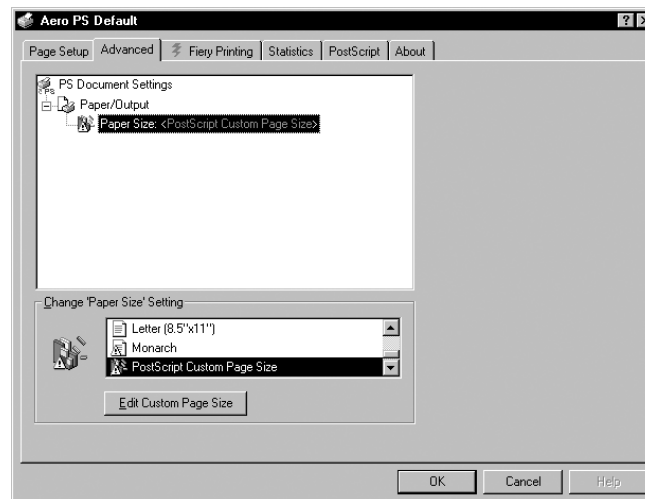 Aero PS Default
Page Setup Advanced Fiery Printing Statistics PostScript About
PS Document Settings
Paper/Output
Paper Size: <PostScript Custom Page Size>
Change 'Paper Size' Setting
Letter (8.5"x11")
Monarch
PostScript Custom Page Size
Edit Custom Page Size
OK Cancel Help